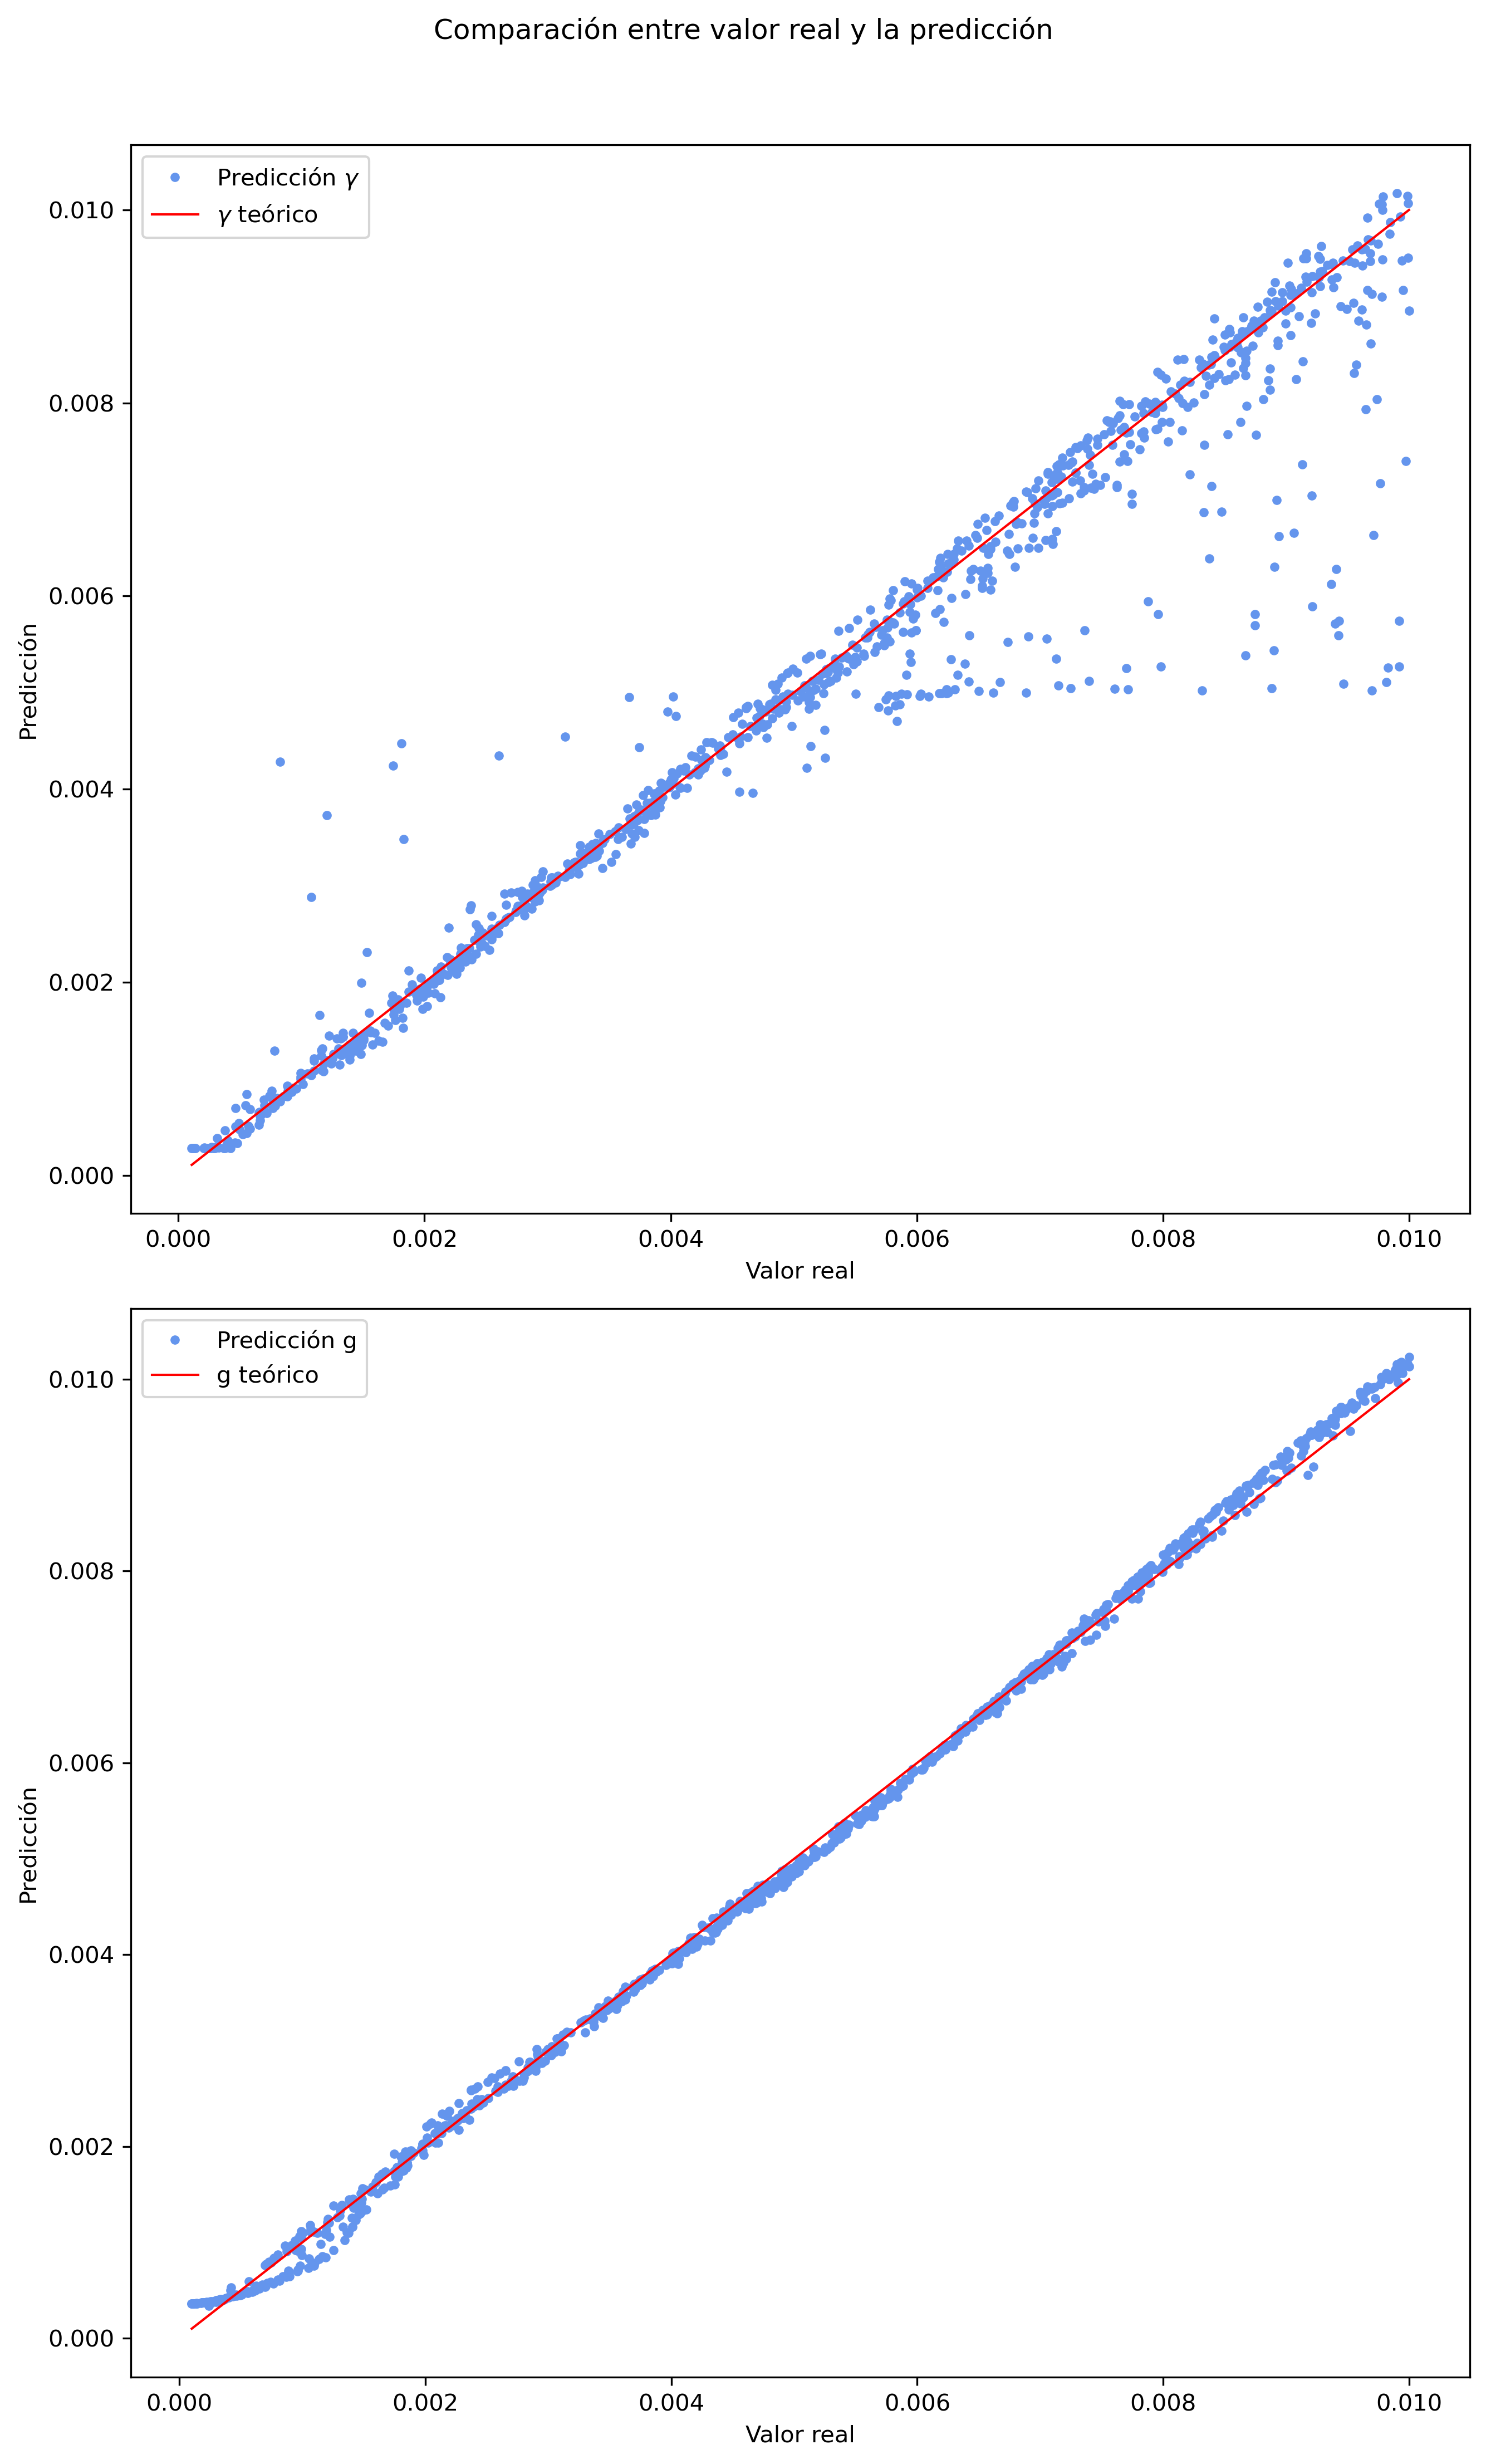 Comparación entre valor real y la predicción
Predicción γ
γ teórico
0.010
0.008
0.006
0.004
0.002
0.000
Predicción
0.000 0.002 0.004 0.006 0.008 0.010
Valor real
Predicción g
g teórico
0.010
0.008
0.006
0.004
0.002
0.000
Predicción
0.000 0.002 0.004 0.006 0.008 0.010
Valor real